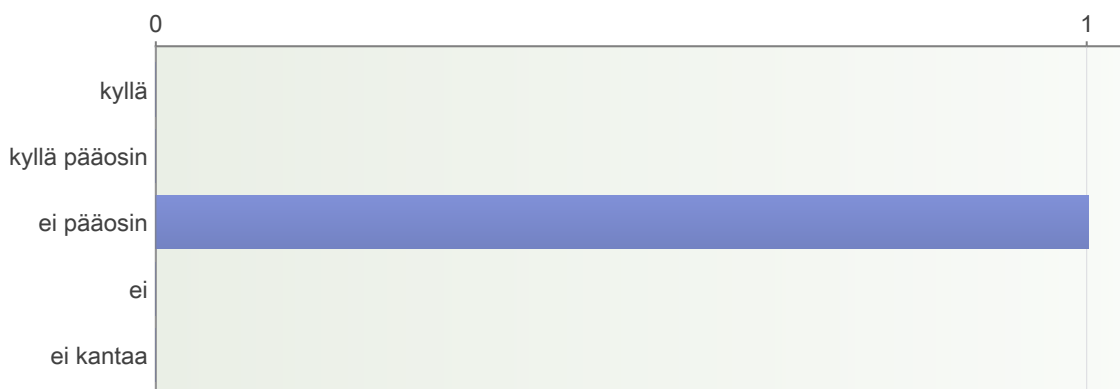 0 1
kyllä
kyllä pääosin
ei pääosin
ei
ei kantaa